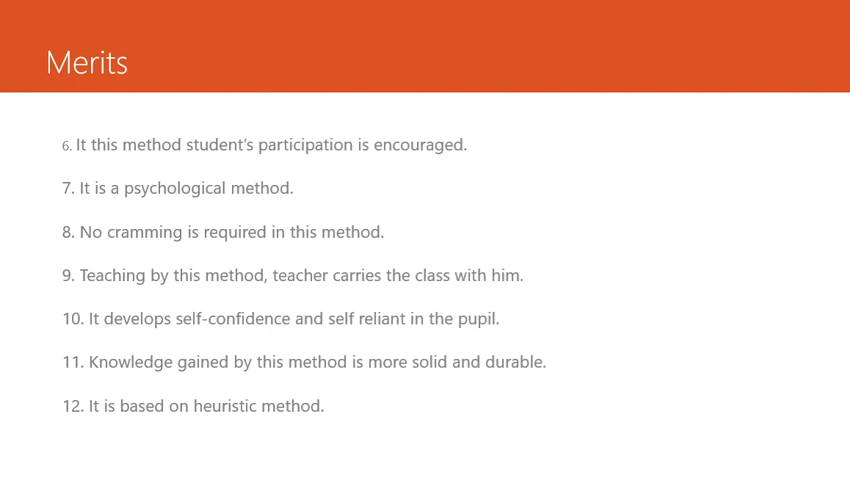 Merits
6. It this method student's participation is encouraged.
7. It is a psychological method.
8. No cramming is required in this method.
9. Teaching by this method, teacher carries the class with him.
10. It develops self-confidence and self reliant in the pupil.
11. Knowledge gained by this method is more solid and durable.
12. It is based on heuristic method.